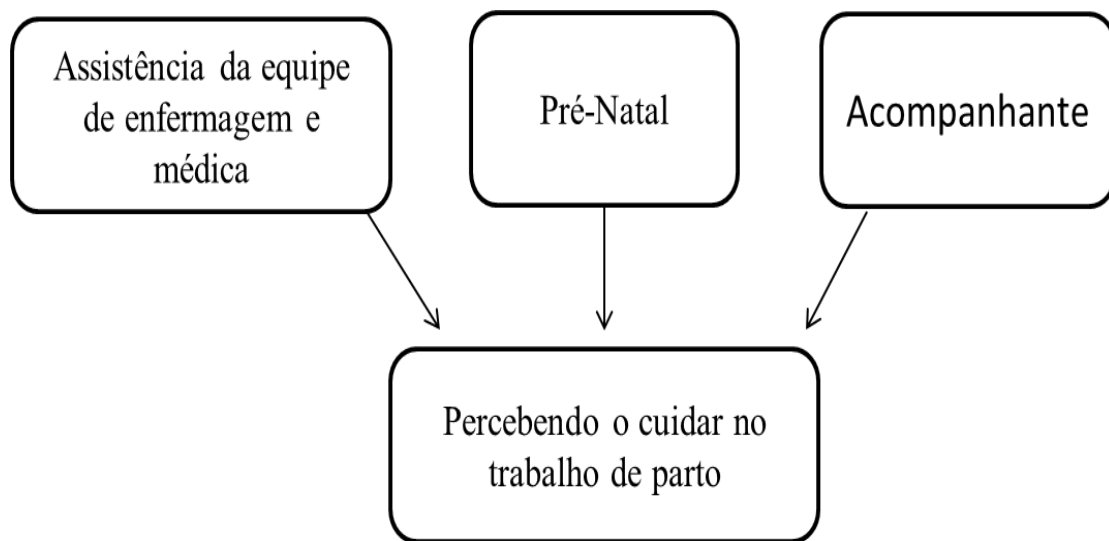 Assistência da equipe
de enfermagem e
médica
Pré-Natal
Acompanhante
Percebendo o cuidar no
trabalho de parto